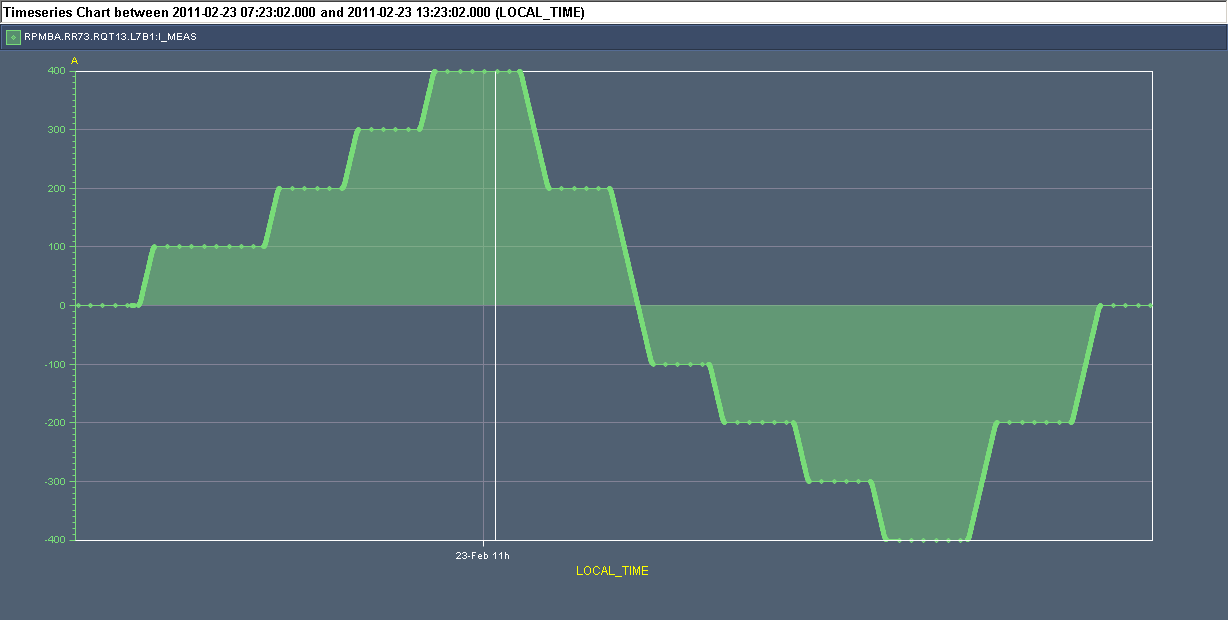 Timeseries Chart between 2011-02-23 07:23:02.000 and 2011-02-23 13:23:02.000 (LOCAL_TIME)
RPMBA.RR73.RQT13.L7B1:I_MEAS
A
400
300
200
100
0
-100
-200
-300
-400
23-Feb 11h
LOCAL_TIME